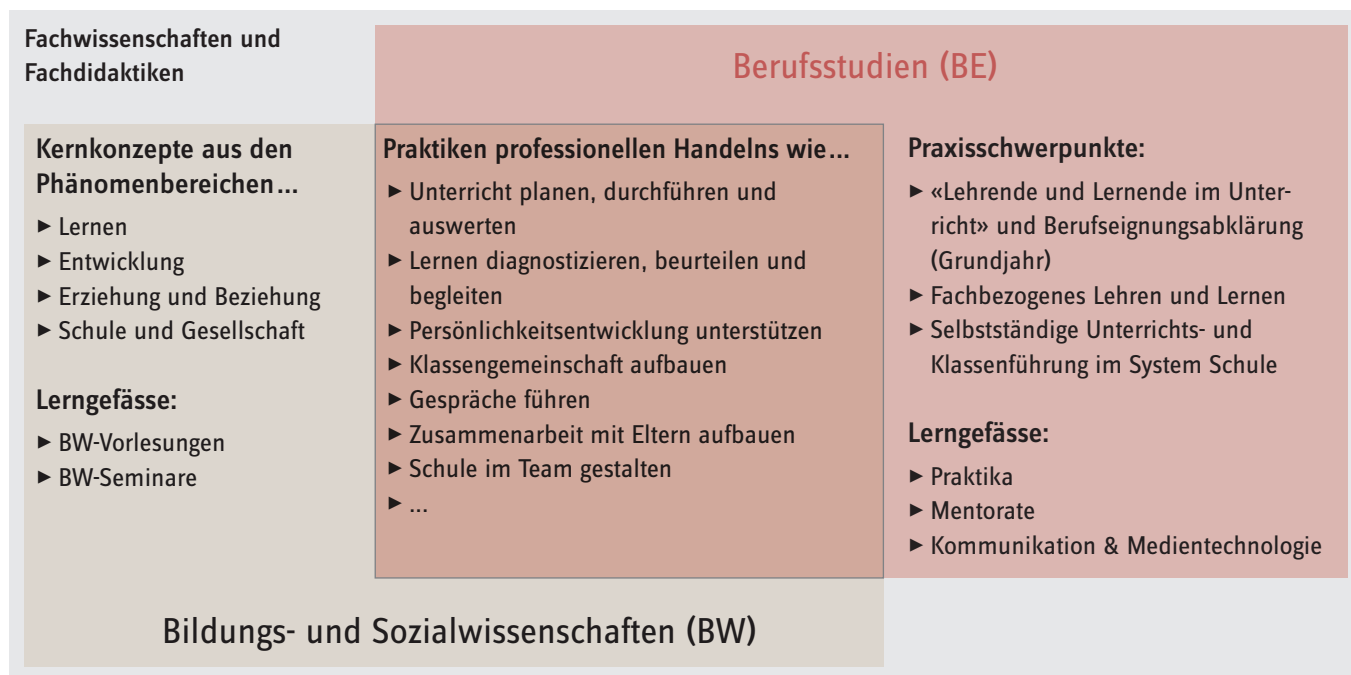 Fachwissenschaften und
Fachdidaktiken
Berufsstudien (BE)
Kernkonzepte aus den
Phänomenbereichen...
► Lernen
► Entwicklung
► Erziehung und Beziehung
► Schule und Gesellschaft
Lerngefässe:
► BW-Vorlesungen
► BW-Seminare
Praktiken professionellen Handelns wie...
► Unterricht planen, durchführen und
auswerten
► Lernen diagnostizieren, beurteilen und
begleiten
► Persönlichkeitsentwicklung unterstützen
► Klassengemeinschaft aufbauen
► Gespräche führen
► Zusammenarbeit mit Eltern aufbauen
► Schule im Team gestalten
► ...
Praxisschwerpunkte:
► «Lehrende und Lernende im Unter-
richt» und Berufseignungsabklärung
(Grundjahr)
► Fachbezogenes Lehren und Lernen
► Selbstständige Unterrichts- und
Klassenführung im System Schule
Lerngefässe:
► Praktika
► Mentorate
► Kommunikation & Medientechnologie
Bildungs- und Sozialwissenschaften (BW)